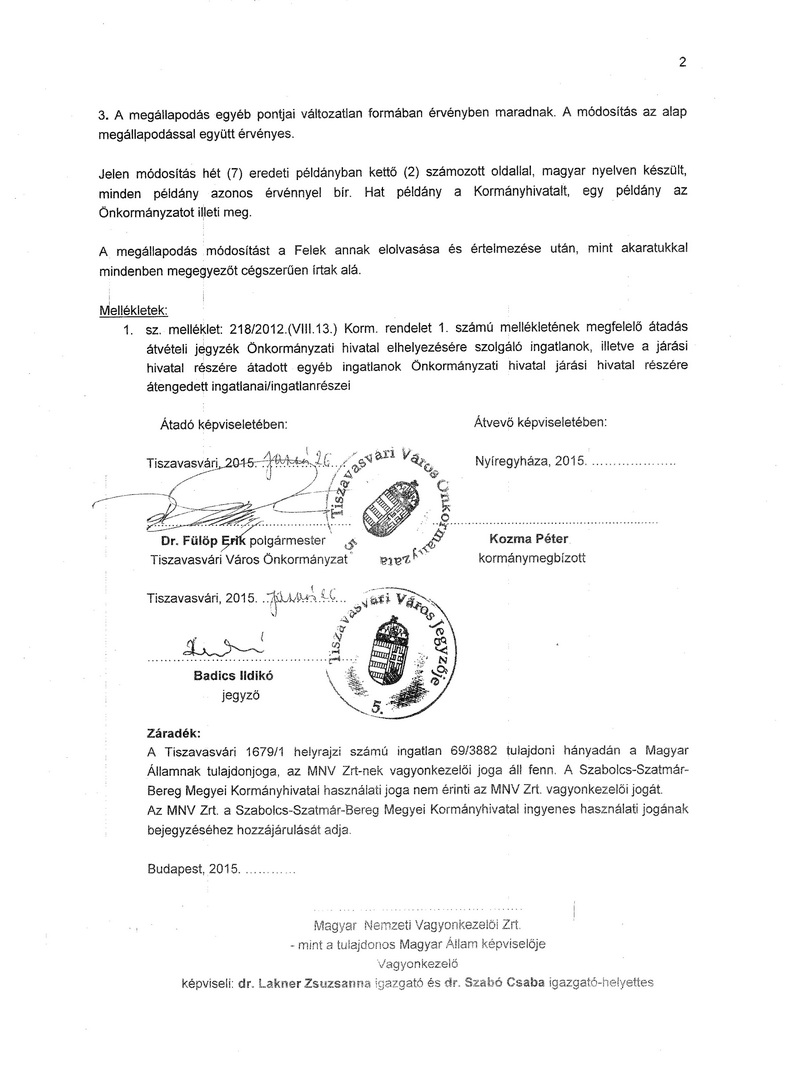 2
3. A megállapodás egyéb pontjai változatlan formában érvényben maradnak. A módosítás az alap
megállapodással együtt érvényes.
Jelen módosítás hét (7) eredeti példányban kettő (2) számozott oldallal, magyar nyelven készült,
minden példány azonos érvénnyel bír. Hat példány a Kormányhivatalt, egy példány az
Önkormányzatot illeti meg.
A megállapodás módosítást a Felek annak elolvasása és értelmezése után, mint akaratukkal
mindenben megegyezőt cégszerűen írtak alá.
Mellékletek:
1. sz. melléklet: 218/2012.(VIII.13.) Korm. rendelet 1. számú mellékletének megfelelő átadás
átvételi jegyzék Önkormányzati hivatal elhelyezésére szolgáló ingatlanok, illetve a járási
hivatal részére átadott egyéb ingatlanok Önkormányzati hivatal járási hivatal részére
átengedett ingatlanai/ingatlanrészei
Átadó képviseletében: Átvevő képviseletében:
Tiszavasvári, 2015. Nyíregyháza, 2015. .....................
Tiszavasvári Város Önkormányzata
5
Dr. Fülöp Erik polgármester Kozma Péter
Tiszavasvári Város Önkormányzat kormánymegbízott
Tiszavasvári, 2015.
Tiszavasvári Város Jegyzője
5.
Badics Ildikó
jegyző
Záradék:
A Tiszavasvári 1679/1 helyrajzi számú ingatlan 69/3882 tulajdoni hányadán a Magyar
Államnak tulajdonjoga, az MNV Zrt-nek vagyonkezelői joga áll fenn. A Szabolcs-Szatmár-
Bereg Megyei Kormányhivatal használati joga nem érinti az MNV Zrt. vagyonkezelői jogát.
Az MNV Zrt. a Szabolcs-Szatmár-Bereg Megyei Kormányhivatal ingyenes használati jogának
bejegyzéséhez hozzájárulását adja.
Budapest, 2015. ............
Magyar Nemzeti Vagyonkezelői Zrt.
- mint a tulajdonos Magyar Állam képviselője
Vagyonkezelő
képviseli: dr. Lakner Zsuzsanna igazgató és dr. Szabó Csaba igazgató-helyettes